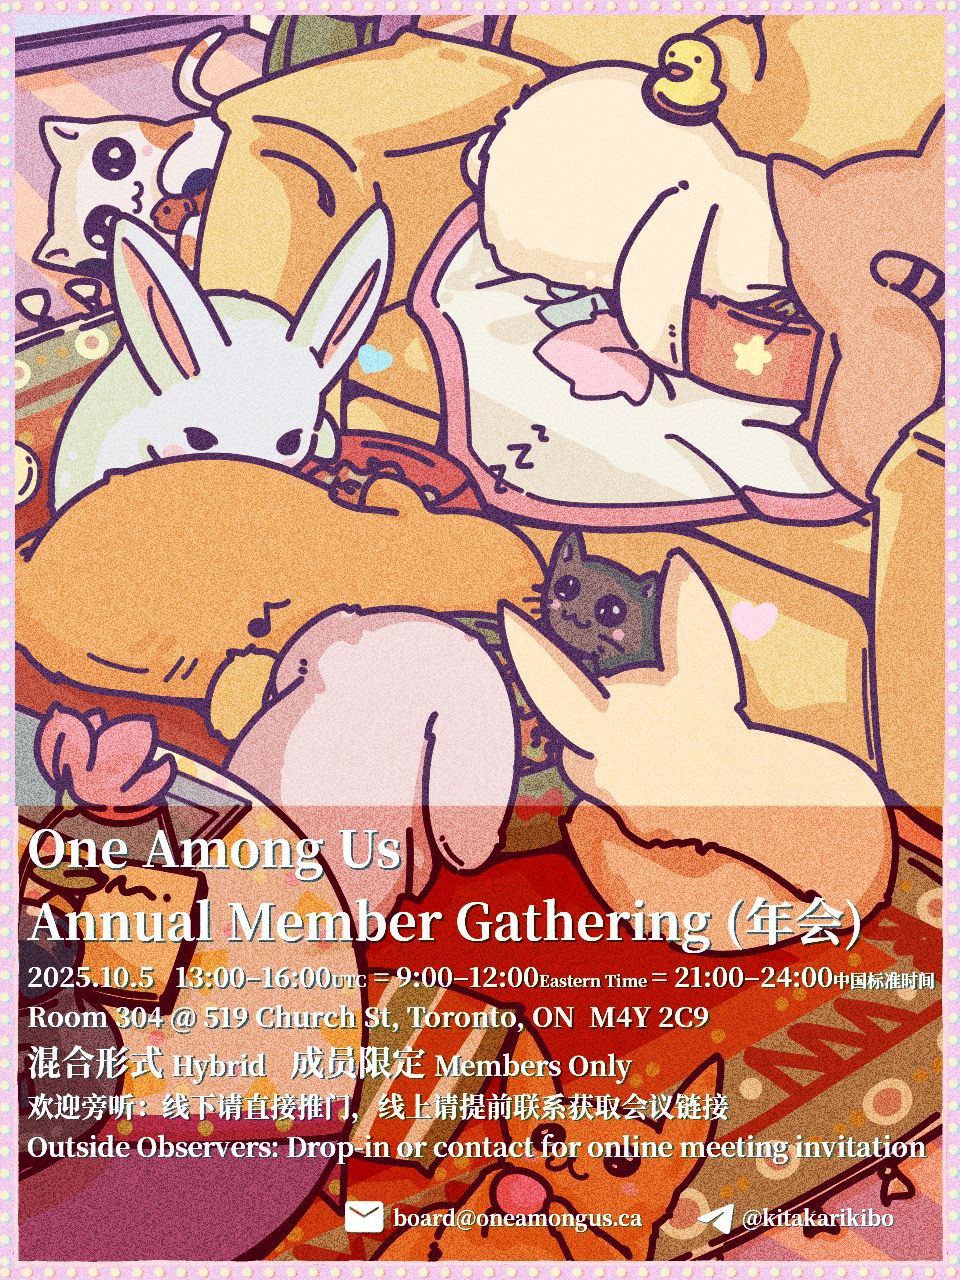 z z z
One Among Us
Annual Member Gathering (年会)
2025.10.5 13:00–16:00UTC = 9:00–12:00Eastern Time = 21:00–24:00中国标准时间
Room 304 @ 519 Church St, Toronto, ON M4Y 2C9
混合形式 Hybrid 成员限定 Members Only
欢迎旁听：线下请直接推门，线上请提前联系获取会议链接
Outside Observers: Drop-in or contact for online meeting invitation
board@oneamongus.ca @kitakarikibo